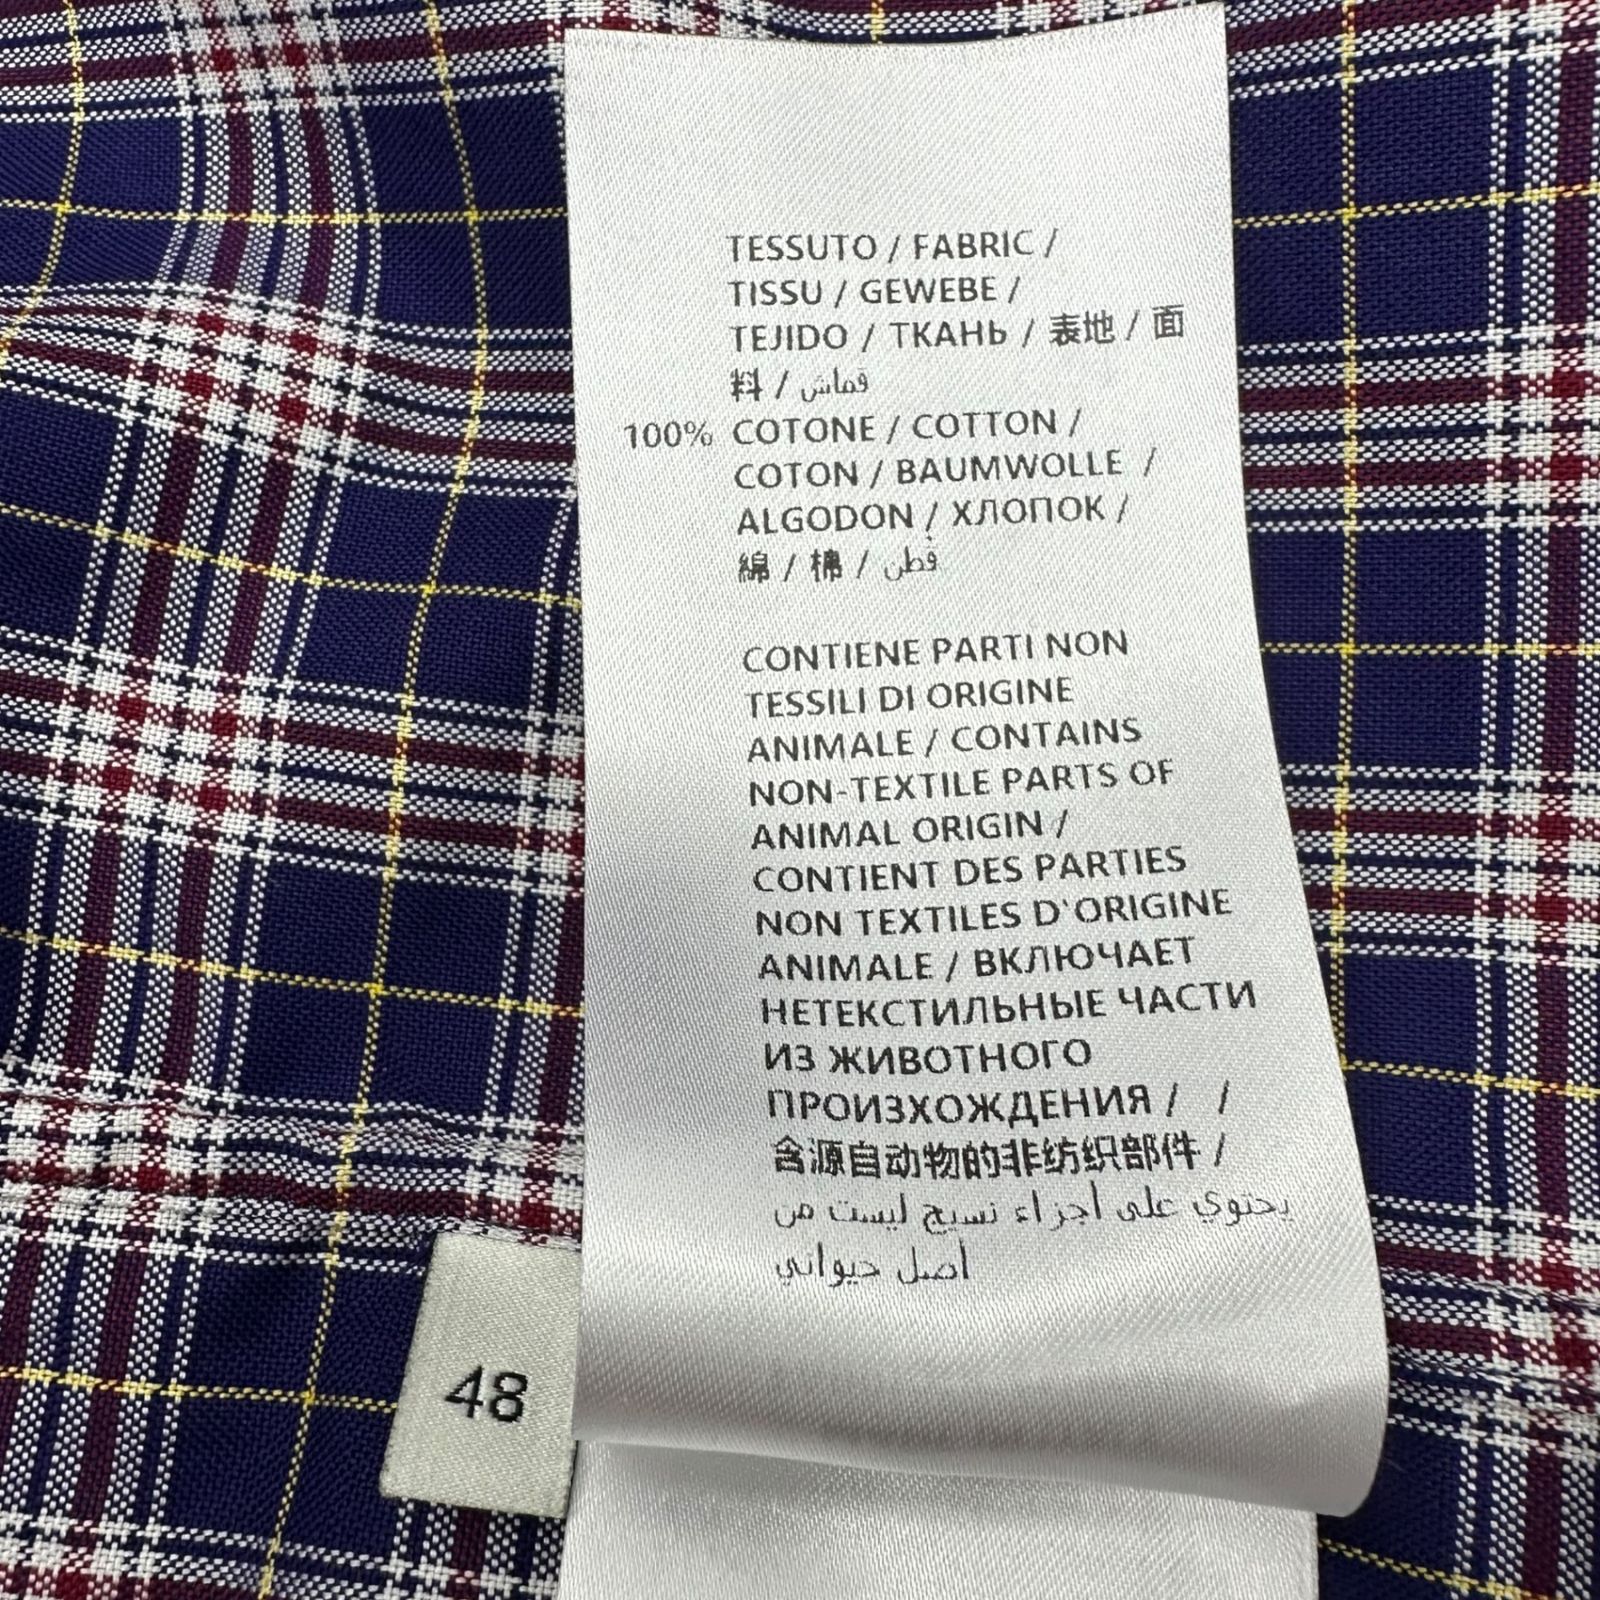 TESSUTO / FABRIC /
TISSU / GEWEBE /
TEJIDO / ТКАНЬ / 表地 / 面
料 / قماش
100% COTONE / COTTON /
COTON / BAUMWOLLE /
ALGODON / ХЛОПОК /
綿 / 棉 / قطن
CONTIENE PARTI NON
TESSILI DI ORIGINE
ANIMALE / CONTAINS
NON-TEXTILE PARTS OF
ANIMAL ORIGIN /
CONTIENT DES PARTIES
NON TEXTILES D'ORIGINE
ANIMALE / ВКЛЮЧАЕТ
НЕТЕКСТИЛЬНЫЕ ЧАСТИ
ИЗ ЖИВОТНОГО
ПРОИЗХОЖДЕНИЯ / /
含源自动物的非纺织部件 /
يحتوي على أجزاء نسيج ليست من
أصل حيواني
48